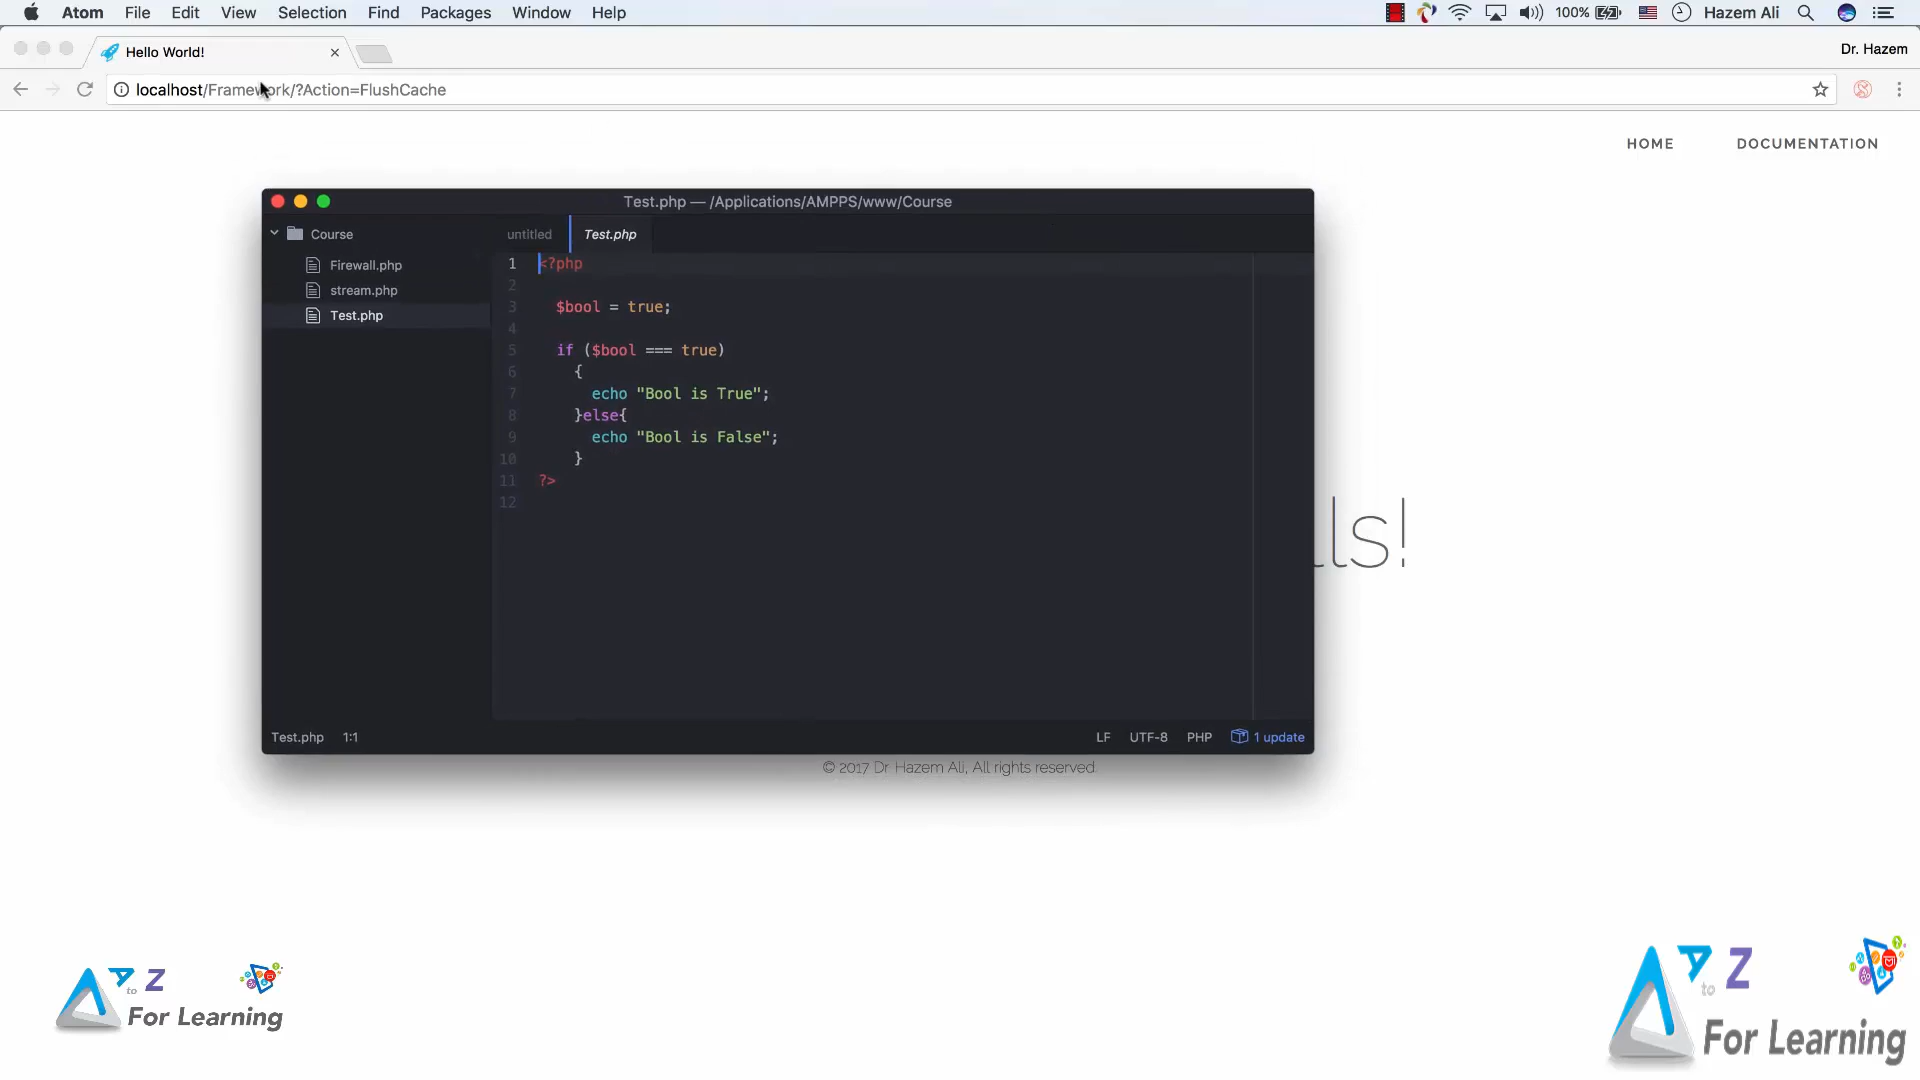 Atom File Edit View Selection Find Packages Window Help 100% Hazem Ali
Hello World! Dr. Hazem
localhost/Framework/?Action=FlushCache
HOME DOCUMENTATION
Test.php — /Applications/AMPPS/www/Course
Course
Firewall.php
stream.php
Test.php
untitled Test.php
1 <?php
2
3 $bool = true;
4
5 if ($bool === true)
6 {
7 echo "Bool is True";
8 }else{
9 echo "Bool is False";
10 }
11 ?>
12
Test.php 1:1 LF UTF-8 PHP 1 update
lls!
© 2017 Dr Hazem Ali, All rights reserved.
A to Z
For Learning
A to Z
For Learning